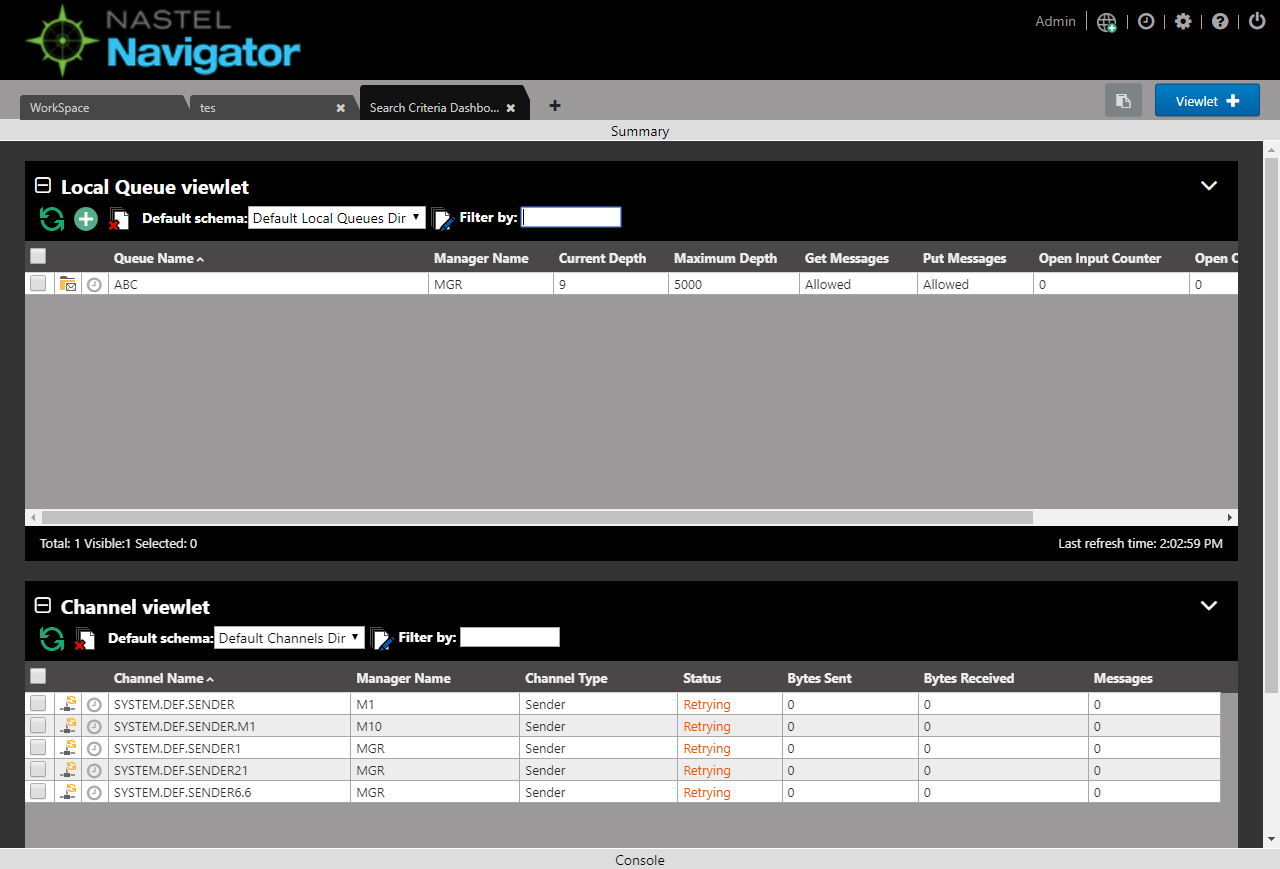 NASTEL
Navigator
Admin
WorkSpace
tes
Search Criteria Dashbo...
Viewlet
Summary
Local Queue viewlet
Default schema: Default Local Queues Dir Filter by:
Queue Name Manager Name Current Depth Maximum Depth Get Messages Put Messages Open Input Counter Open
ABC MGR 9 5000 Allowed Allowed 0 0
Total: 1 Visible:1 Selected: 0 Last refresh time: 2:02:59 PM
Channel viewlet
Default schema: Default Channels Dir Filter by:
Channel Name Manager Name Channel Type Status Bytes Sent Bytes Received Messages
SYSTEM.DEF.SENDER M1 Sender Retrying 0 0 0
SYSTEM.DEF.SENDER.M1 M10 Sender Retrying 0 0 0
SYSTEM.DEF.SENDER1 MGR Sender Retrying 0 0 0
SYSTEM.DEF.SENDER21 MGR Sender Retrying 0 0 0
SYSTEM.DEF.SENDER6.6 MGR Sender Retrying 0 0 0
Console